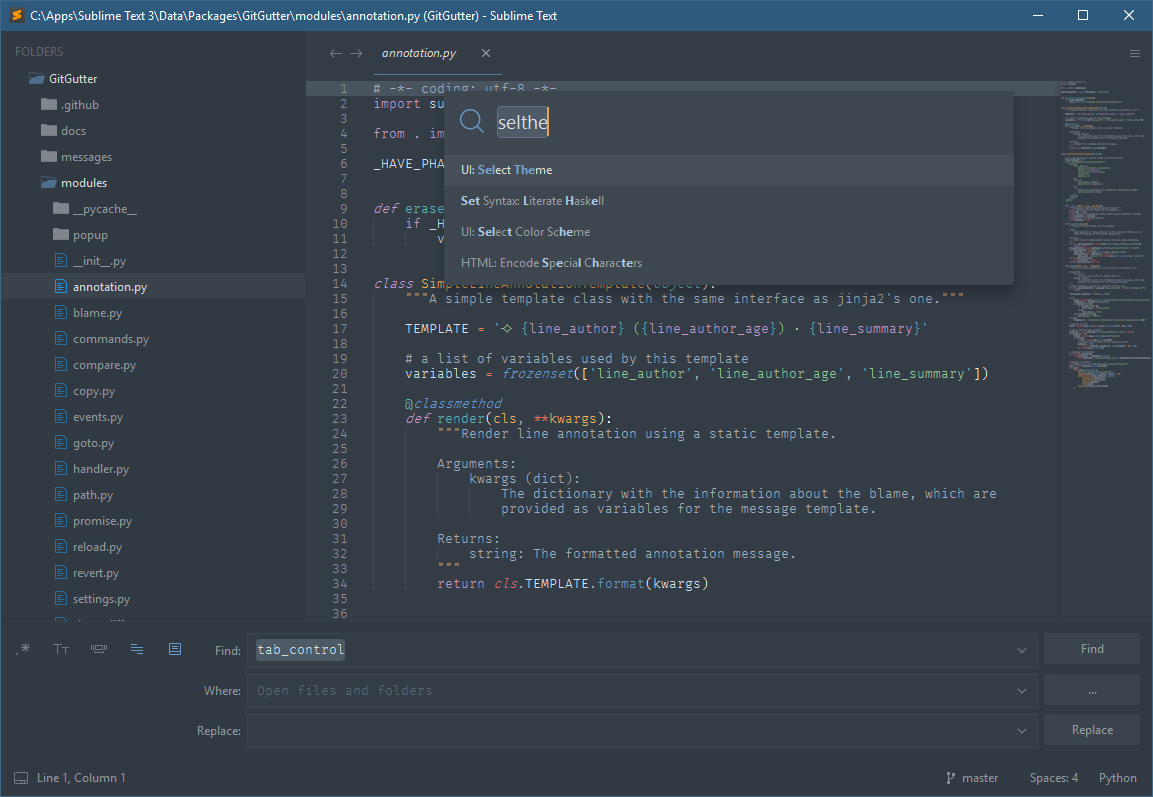 C:\Apps\Sublime Text 3\Data\Packages\GitGutter\modules\annotation.py (GitGutter) - Sublime Text
FOLDERS
GitGutter
.github
docs
messages
modules
__pycache__
popup
__init__.py
annotation.py
blame.py
commands.py
compare.py
copy.py
events.py
goto.py
handler.py
path.py
promise.py
reload.py
revert.py
settings.py
annotation.py
1 # -*- coding: utf-8 -*-
2 import su
3
4 from . im
5
6 _HAVE_PHA
7
8
9 def erase
10 if _H
11 v
12
13
14 class SimpleLineAnnotationTemplate(object):
15 """A simple template class with the same interface as jinja2's one."""
16
17 TEMPLATE = '⟣ {line_author} ({line_author_age}) · {line_summary}'
18
19 # a list of variables used by this template
20 variables = frozenset(['line_author', 'line_author_age', 'line_summary'])
21
22 @classmethod
23 def render(cls, **kwargs):
24 """Render line annotation using a static template.
25
26 Arguments:
27 kwargs (dict):
28 The dictionary with the information about the blame, which are
29 provided as variables for the message template.
30
31 Returns:
32 string: The formatted annotation message.
33 """
34 return cls.TEMPLATE.format(kwargs)
35
36
selthe
UI: Select Theme
Set Syntax: Literate Haskell
UI: Select Color Scheme
HTML: Encode Special Characters
.* Tт Find: tab_control Find
Where: Open files and folders ...
Replace: Replace
Line 1, Column 1 master Spaces: 4 Python